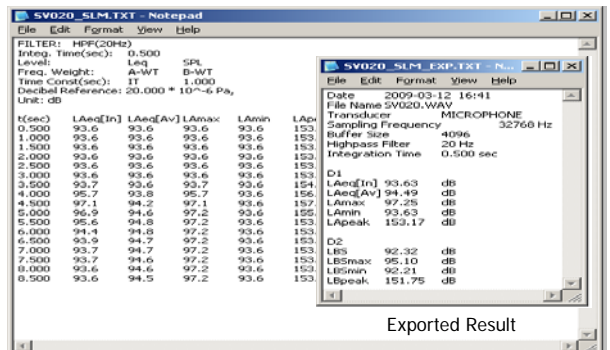 SV020_SLM.TXT - Notepad
File Edit Format View Help
FILTER: HPF(20Hz)
Integ. Time(sec): 0.500
Level: Leq SPL
Freq. Weight: A-WT B-WT
Time Const(sec): IT 1.000
Decibel Reference: 20.000 * 10^-6 Pa,
Unit: dB
t(sec) LAeq[In] LAeq[Av] LAmax LAmin
0.500 93.6 93.6 93.6 93.6 153.
1.000 93.6 93.6 93.6 93.6 153.
1.500 93.6 93.6 93.6 93.6 153.
2.000 93.6 93.6 93.6 93.6 153.
2.500 93.6 93.6 93.6 93.6 153.
3.000 93.6 93.6 93.6 93.6 153.
3.500 93.7 93.6 93.7 93.6 154.
4.000 95.7 93.8 95.7 93.6 156.
4.500 97.1 94.2 97.1 93.6 157.
5.000 96.9 94.6 97.2 93.6 155.
5.500 95.6 94.8 97.2 93.6 153.
6.000 94.4 94.8 97.2 93.6 153.
6.500 93.9 94.7 97.2 93.6 153.
7.000 93.7 94.7 97.2 93.6 153.
7.500 93.7 94.6 97.2 93.6 153.
8.000 93.6 94.6 97.2 93.6 153.
8.500 93.6 94.5 97.2 93.6 153.
SV020_SLM_EXP.TXT - N...
File Edit Format View Help
Date 2009-03-12 16:41
File Name SV020.WAV
Transducer MICROPHONE
Sampling Frequency 32768 Hz
Buffer Size 4096
Highpass Filter 20 Hz
Integration Time 0.500 sec
D1
LAeq[In] 93.63 dB
LAeq[Av] 94.49 dB
LAmax 97.25 dB
LAmin 93.63 dB
LApeak 153.17 dB
D2
LBS 92.32 dB
LBSmax 95.10 dB
LBSmin 92.21 dB
LBpeak 151.75 dB
Exported Result